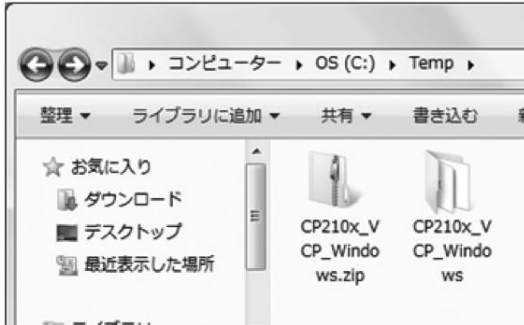 コンピューター ▸ OS (C:) ▸ Temp ▸
整理 ▼ ライブラリに追加 ▼ 共有 ▼ 書き込む
お気に入り
ダウンロード
デスクトップ
最近表示した場所
CP210x_V
CP_Windo
ws.zip
CP210x_V
CP_Windo
ws